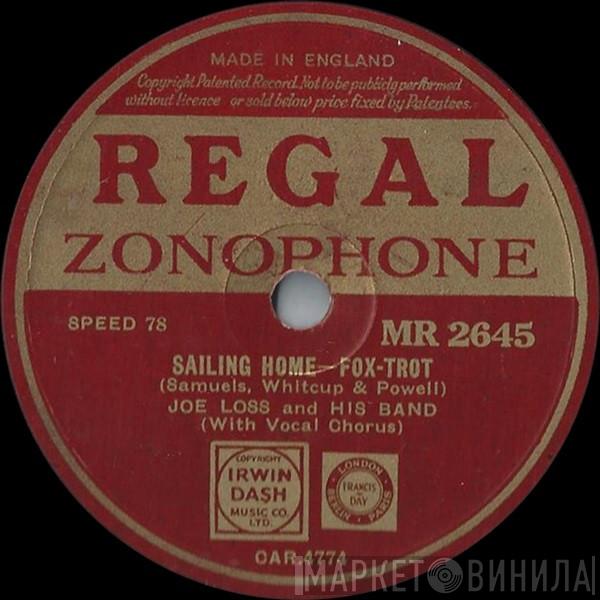 MADE IN ENGLAND
Copyright Patented Record. Not to be publicly performed
without licence or sold below price fixed by Patentees.
REGAL
ZONOPHONE
SPEED 78
MR 2645
SAILING HOME—FOX-TROT
(Samuels, Whitcup & Powell)
JOE LOSS and HIS BAND
(With Vocal Chorus)
COPYRIGHT
IRWIN
DASH
MUSIC CO.
LTD.
LONDON
FRANCIS
DAY
BERLIN PARIS
CAR-4774
МАРКЕТ ВИНИЛА